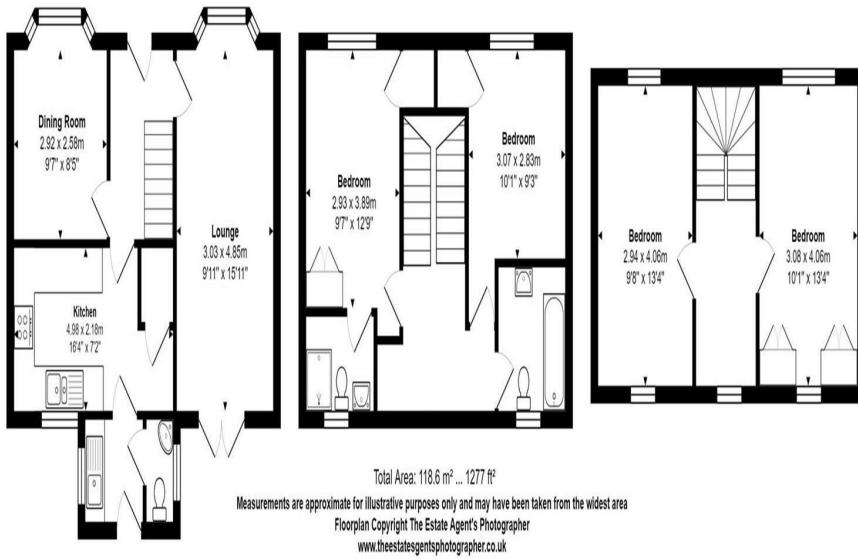 Dining Room
2.92 x 2.58m
9'7" x 8'5"
Lounge
3.03 x 4.85m
9'11" x 15'11"
Kitchen
4.98 x 2.18m
16'4" x 7'2"
Bedroom
2.93 x 3.89m
9'7" x 12'9"
Bedroom
3.07 x 2.83m
10'1" x 9'3"
Bedroom
2.94 x 4.06m
9'8" x 13'4"
Bedroom
3.08 x 4.06m
10'1" x 13'4"
Total Area: 118.6 m² ... 1277 ft²
Measurements are approximate for illustrative purposes only and may have been taken from the widest area
Floorplan Copyright The Estate Agent's Photographer
www.theestatesgentsphotographer.co.uk